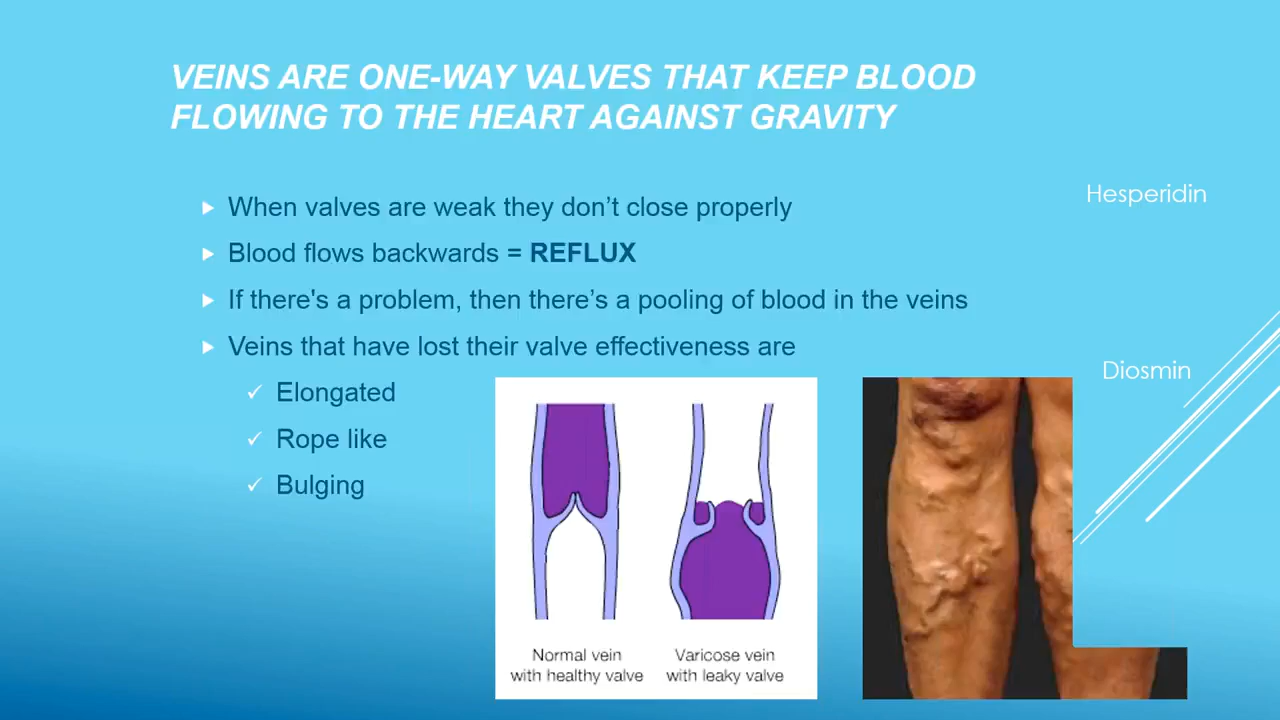 VEINS ARE ONE-WAY VALVES THAT KEEP BLOOD
FLOWING TO THE HEART AGAINST GRAVITY
When valves are weak they don’t close properly
Blood flows backwards = REFLUX
If there's a problem, then there’s a pooling of blood in the veins
Veins that have lost their valve effectiveness are
Elongated
Rope like
Bulging
Hesperidin
Diosmin
Normal vein
with healthy valve
Varicose vein
with leaky valve